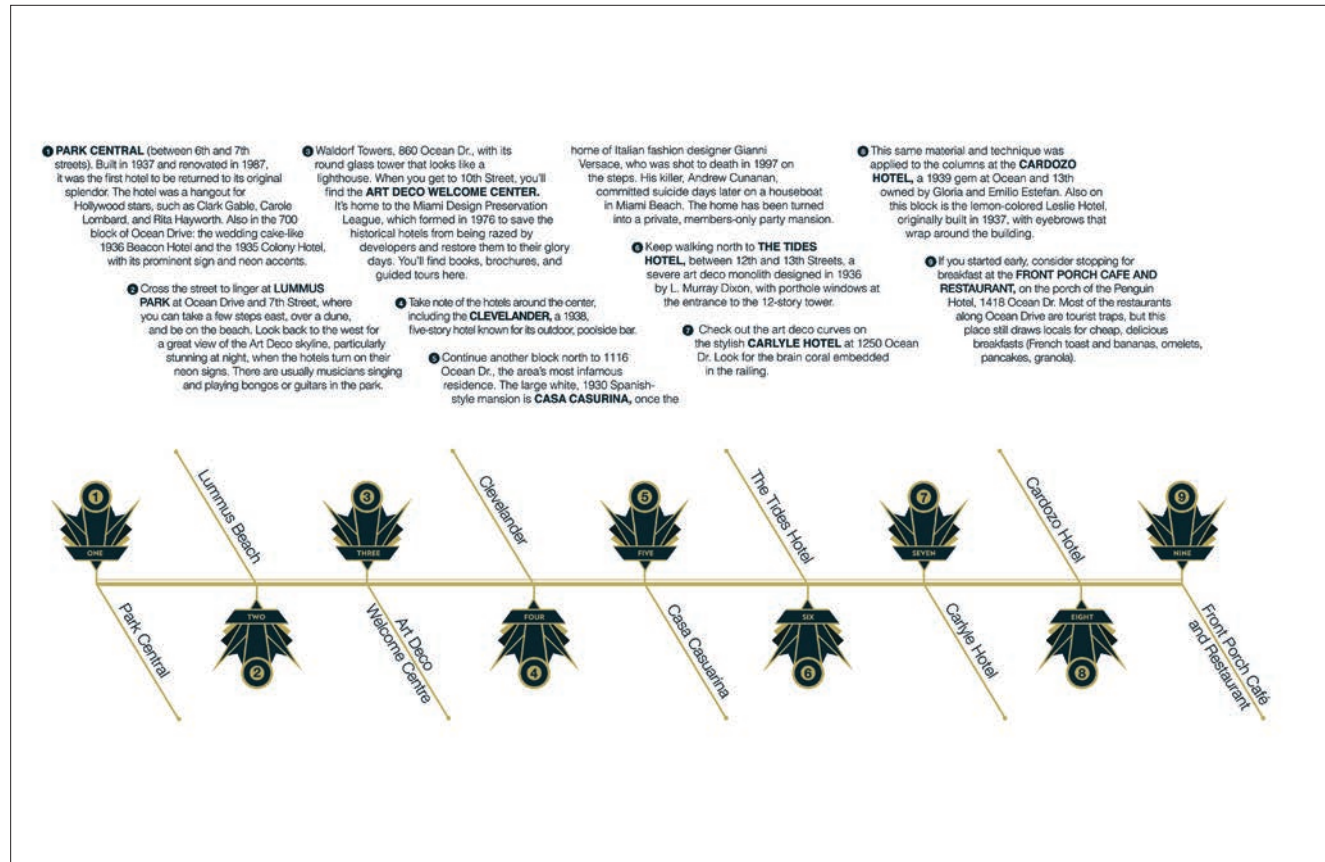 ❶ PARK CENTRAL (between 6th and 7th
streets). Built in 1937 and renovated in 1987,
it was the first hotel to be returned to its original
splendor. The hotel was a hangout for
Hollywood stars, such as Clark Gable, Carole
Lombard, and Rita Hayworth. Also in the 700
block of Ocean Drive: the wedding cake-like
1936 Beacon Hotel and the 1935 Colony Hotel,
with its prominent sign and neon accents.
❷ Cross the street to linger at LUMMUS
PARK at Ocean Drive and 7th Street, where
you can take a few steps east, over a dune,
and be on the beach. Look back to the west for
a great view of the Art Deco skyline, particularly
stunning at night, when the hotels turn on their
neon signs. There are usually musicians singing
and playing bongos or guitars in the park.
❸ Waldorf Towers, 860 Ocean Dr., with its
round glass tower that looks like a
lighthouse. When you get to 10th Street, you'll
find the ART DECO WELCOME CENTER.
It's home to the Miami Design Preservation
League, which formed in 1976 to save the
historical hotels from being razed by
developers and restore them to their glory
days. You'll find books, brochures, and
guided tours here.
❹ Take note of the hotels around the center,
including the CLEVELANDER, a 1938,
five-story hotel known for its outdoor, poolside bar.
❺ Continue another block north to 1116
Ocean Dr., the area's most infamous
residence. The large white, 1930 Spanish-
style mansion is CASA CASURINA, once the
home of Italian fashion designer Gianni
Versace, who was shot to death in 1997 on
the steps. His killer, Andrew Cunanan,
committed suicide days later on a houseboat
in Miami Beach. The home has been turned
into a private, members-only party mansion.
❻ Keep walking north to THE TIDES
HOTEL, between 12th and 13th Streets, a
severe art deco monolith designed in 1936
by L. Murray Dixon, with porthole windows at
the entrance to the 12-story tower.
❼ Check out the art deco curves on
the stylish CARLYLE HOTEL at 1250 Ocean
Dr. Look for the brain coral embedded
in the railing.
❽ This same material and technique was
applied to the columns at the CARDOZO
HOTEL, a 1939 gem at Ocean and 13th
owned by Gloria and Emilio Estefan. Also on
this block is the lemon-colored Leslie Hotel,
originally built in 1937, with eyebrows that
wrap around the building.
❾ If you started early, consider stopping for
breakfast at the FRONT PORCH CAFE AND
RESTAURANT, on the porch of the Penguin
Hotel, 1418 Ocean Dr. Most of the restaurants
along Ocean Drive are tourist traps, but this
place still draws locals for cheap, delicious
breakfasts (French toast and bananas, omelets,
pancakes, granola).
1
ONE
Park Central
Lummus Beach
TWO
2
3
THREE
Art Deco
Welcome Centre
Clevelander
FOUR
4
5
FIVE
Casa Casuarina
The Tides Hotel
SIX
6
7
SEVEN
Carlyle Hotel
Cardozo Hotel
EIGHT
8
9
NINE
Front Porch Café
and Restaurant